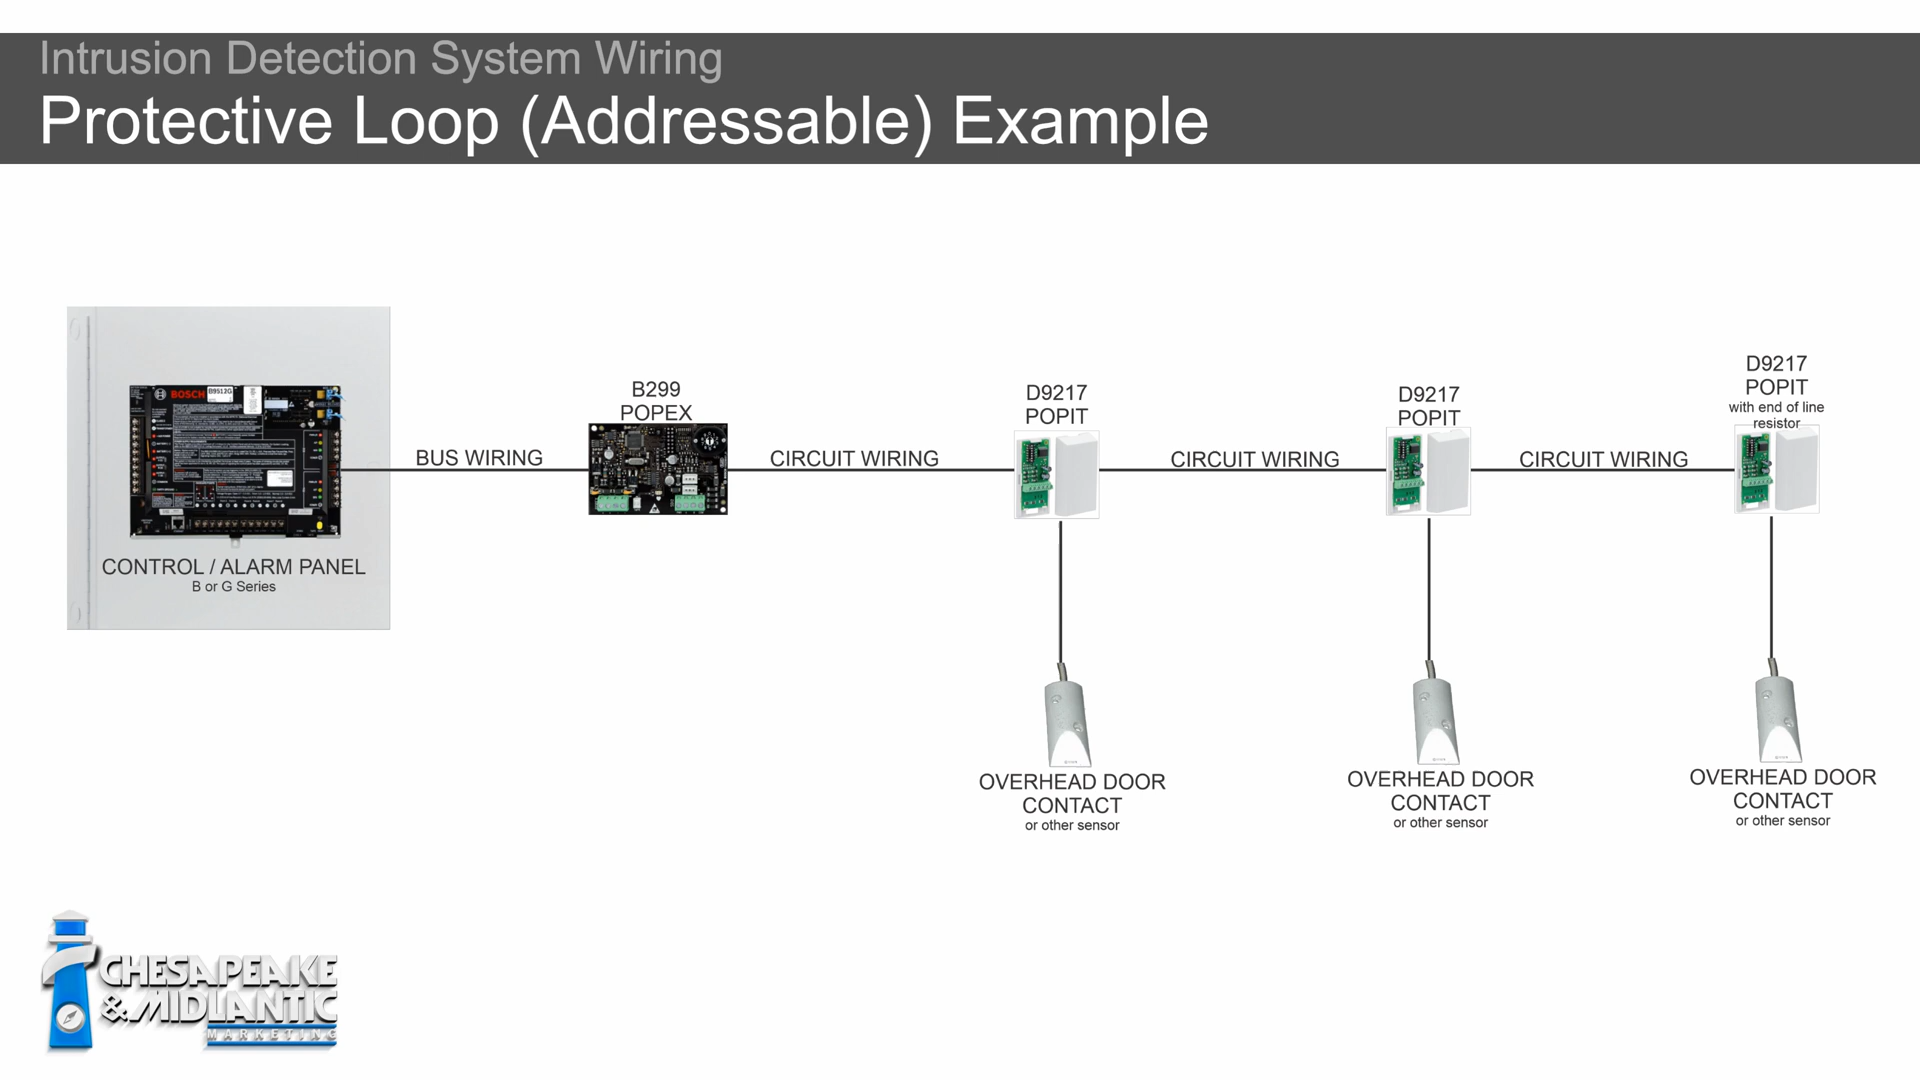 Intrusion Detection System Wiring
Protective Loop (Addressable) Example
BOSCH
B9512G
CONTROL / ALARM PANEL
B or G Series
BUS WIRING
B299
POPEX
CIRCUIT WIRING
D9217
POPIT
CIRCUIT WIRING
D9217
POPIT
CIRCUIT WIRING
D9217
POPIT
with end of line
resistor
OVERHEAD DOOR
CONTACT
or other sensor
OVERHEAD DOOR
CONTACT
or other sensor
OVERHEAD DOOR
CONTACT
or other sensor
CHESAPEAKE
& MIDLANTIC
MARKETING